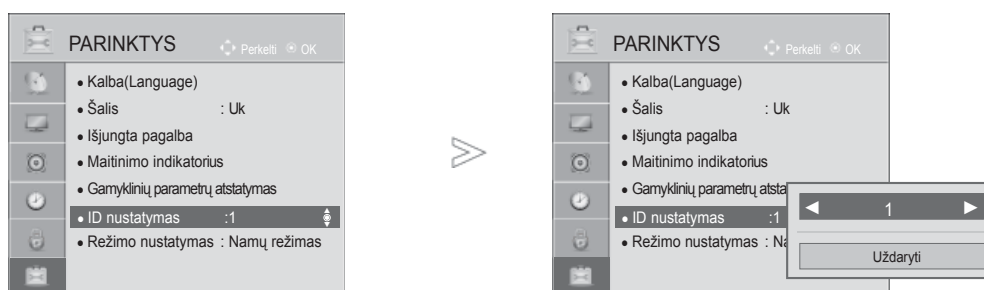 PARINKTYS Perkelti OK
• Kalba(Language)
• Šalis : Uk
• Išjungta pagalba
• Maitinimo indikatorius
• Gamyklinių parametrų atstatymas
• ID nustatymas :1
• Režimo nustatymas : Namų režimas
PARINKTYS Perkelti OK
• Kalba(Language)
• Šalis : Uk
• Išjungta pagalba
• Maitinimo indikatorius
• Gamyklinių parametrų atsta
• ID nustatymas :1
• Režimo nustatymas : Na
◄ 1 ►
Uždaryti